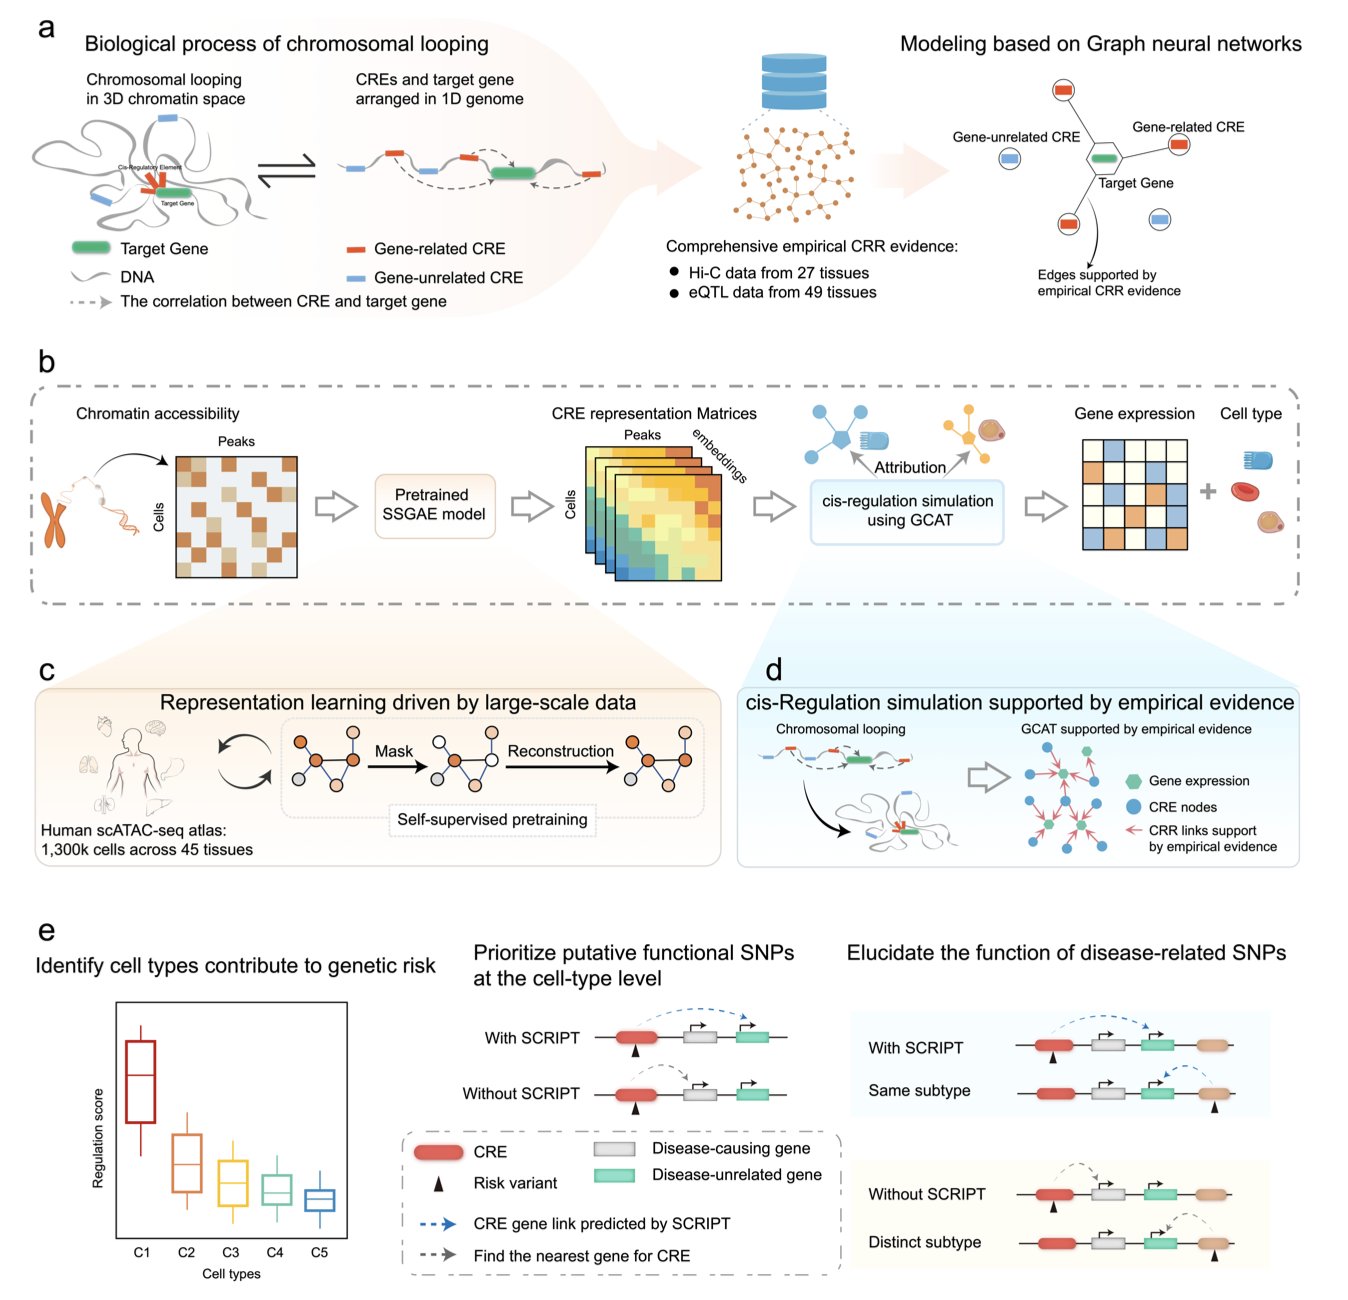 a
Biological process of chromosomal looping
Modeling based on Graph neural networks
Chromosomal looping
in 3D chromatin space
CREs and target gene
arranged in 1D genome
Cis-Regulatory Element
Target Gene
Target Gene
DNA
The correlation between CRE and target gene
Gene-related CRE
Gene-unrelated CRE
Comprehensive empirical CRR evidence:
Hi-C data from 27 tissues
eQTL data from 49 tissues
Gene-unrelated CRE
Gene-related CRE
Target Gene
Edges supported by
empirical CRR evidence
b
Chromatin accessibility
Peaks
Cells
Pretrained
SSGAE model
CRE representation Matrices
Peaks
embeddings
Cells
Attribution
cis-regulation simulation
using GCAT
Gene expression
Cell type
c
Representation learning driven by large-scale data
Mask
Reconstruction
Self-supervised pretraining
Human scATAC-seq atlas:
1,300k cells across 45 tissues
d
cis-Regulation simulation supported by empirical evidence
Chromosomal looping
GCAT supported by empirical evidence
Gene expression
CRE nodes
CRR links support
by empirical evidence
e
Identify cell types contribute to genetic risk
Regulation score
C1 C2 C3 C4 C5
Cell types
Prioritize putative functional SNPs
at the cell-type level
With SCRIPT
Without SCRIPT
CRE
Risk variant
Disease-causing gene
Disease-unrelated gene
CRE gene link predicted by SCRIPT
Find the nearest gene for CRE
Elucidate the function of disease-related SNPs
With SCRIPT
Same subtype
Without SCRIPT
Distinct subtype